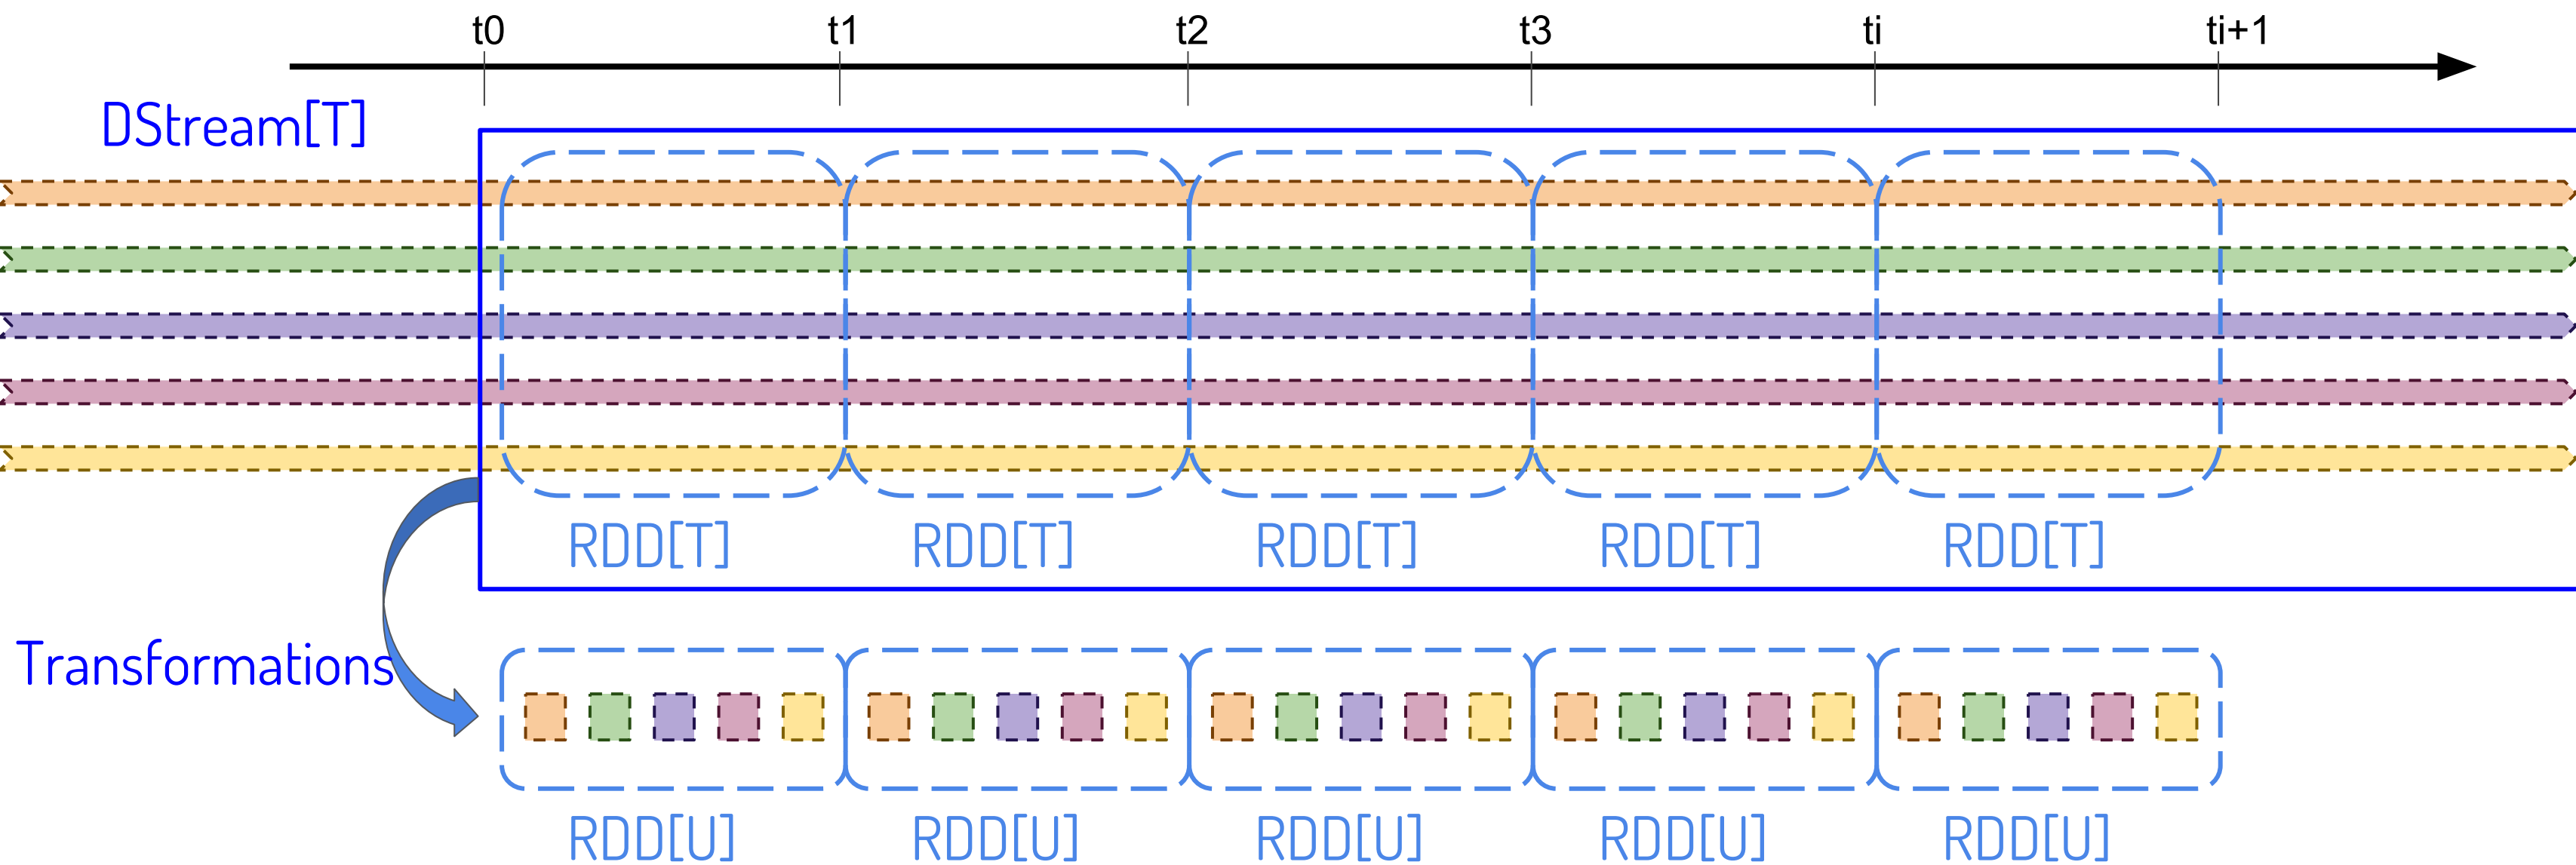 t0 t1 t2 t3 ti ti+1
DStream[T]
RDD[T] RDD[T] RDD[T] RDD[T] RDD[T]
Transformations
RDD[U] RDD[U] RDD[U] RDD[U] RDD[U]